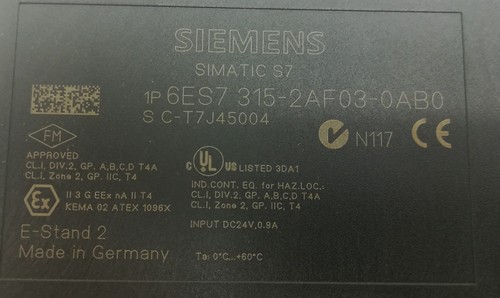 SIEMENS
SIMATIC S7
1P 6ES7 315-2AF03-0AB0
S C-T7J45004
FM
APPROVED
CL.I, DIV.2, GP. A,B,C,D T4A
CL.I, Zone 2, GP. IIC, T4
C UL US LISTED 3DA1
IND.CONT. EQ. for HAZ.LOC.:
CL.I, DIV.2, GP. A,B,C,D T4A
CL.I, Zone 2, GP. IIC, T4
N117 CE
Ex II 3 G EEx nA II T4
KEMA 02 ATEX 1096X
INPUT DC24V,0.9A
E-Stand 2
Made in Germany
Ta: 0°C...+60°C